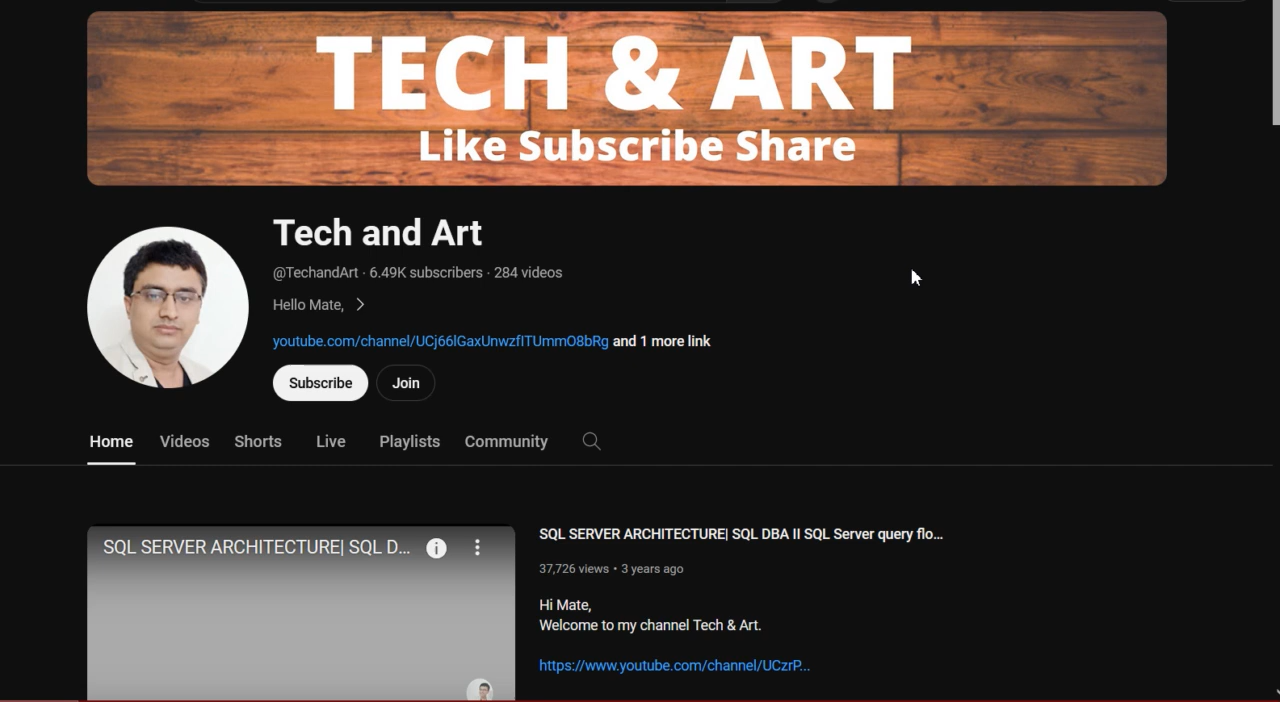 TECH & ART
Like Subscribe Share
Tech and Art
@TechandArt · 6.49K subscribers · 284 videos
Hello Mate,
youtube.com/channel/UCj66lGaxUnwzfITUmmO8bRg and 1 more link
Subscribe Join
Home Videos Shorts Live Playlists Community
SQL SERVER ARCHITECTURE| SQL D...
SQL SERVER ARCHITECTURE| SQL DBA II SQL Server query flo...
37,726 views • 3 years ago
Hi Mate,
Welcome to my channel Tech & Art.
https://www.youtube.com/channel/UCzrP...